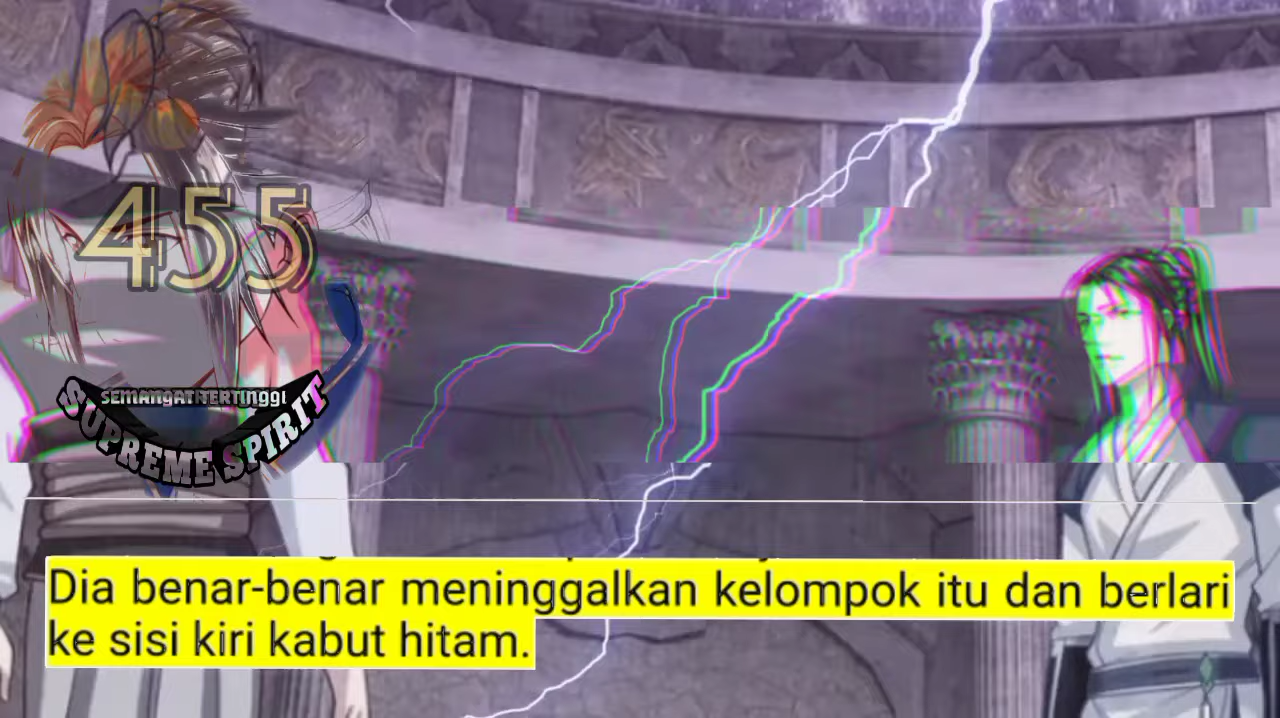 455
SEMANGAT TERTINGGI
SUPREME SPIRIT
Dia benar-benar meninggalkan kelompok itu dan berlari
ke sisi kiri kabut hitam.